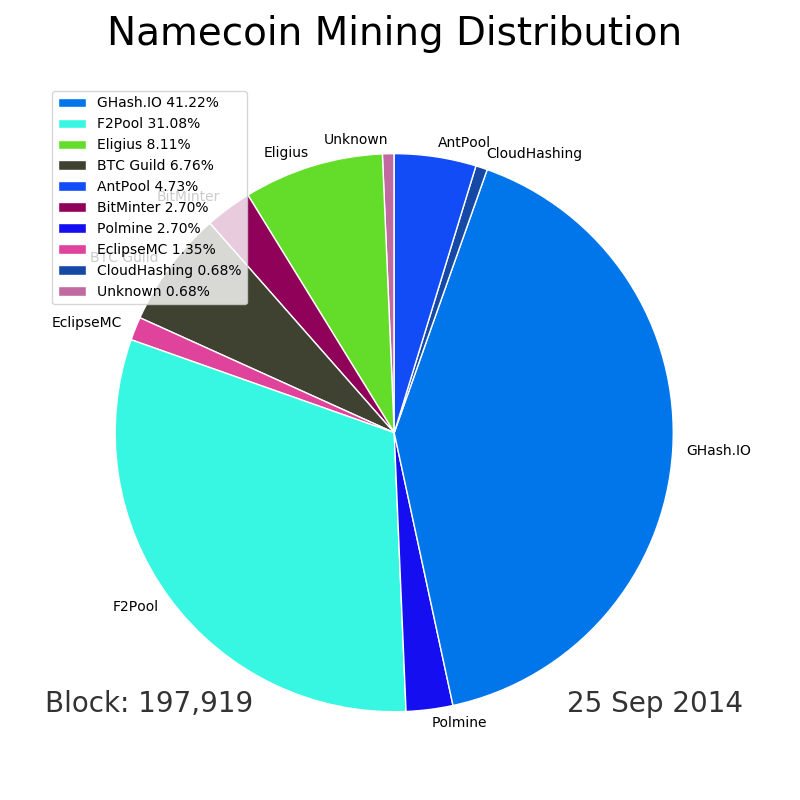 Namecoin Mining Distribution
GHash.IO 41.22%
F2Pool 31.08%
Eligius 8.11%
BTC Guild 6.76%
AntPool 4.73%
BitMinter 2.70%
Polmine 2.70%
EclipseMC 1.35%
CloudHashing 0.68%
Unknown 0.68%
Unknown
AntPool
CloudHashing
Eligius
BitMinter
BTC Guild
EclipseMC
GHash.IO
F2Pool
Polmine
Block: 197,919
25 Sep 2014